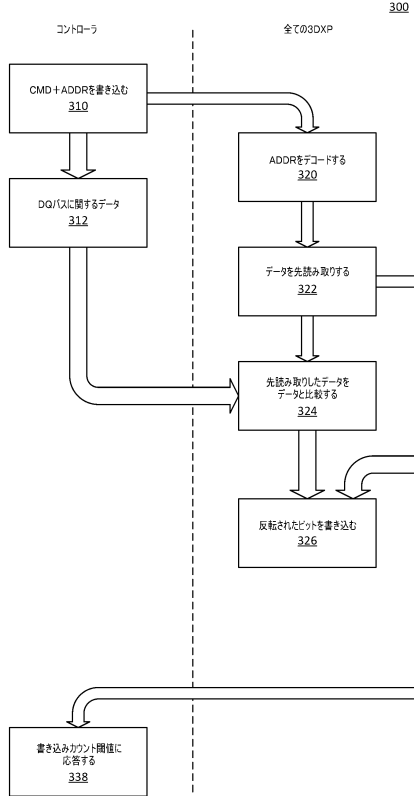 300
コントローラ
全ての3DXP
CMD+ADDRを書き込む
310
ADDRをデコードする
320
DQバスに関するデータ
312
データを先読み取りする
322
先読み取りしたデータを
データと比較する
324
反転されたビットを書き込む
326
書き込みカウント閾値に
応答する
338